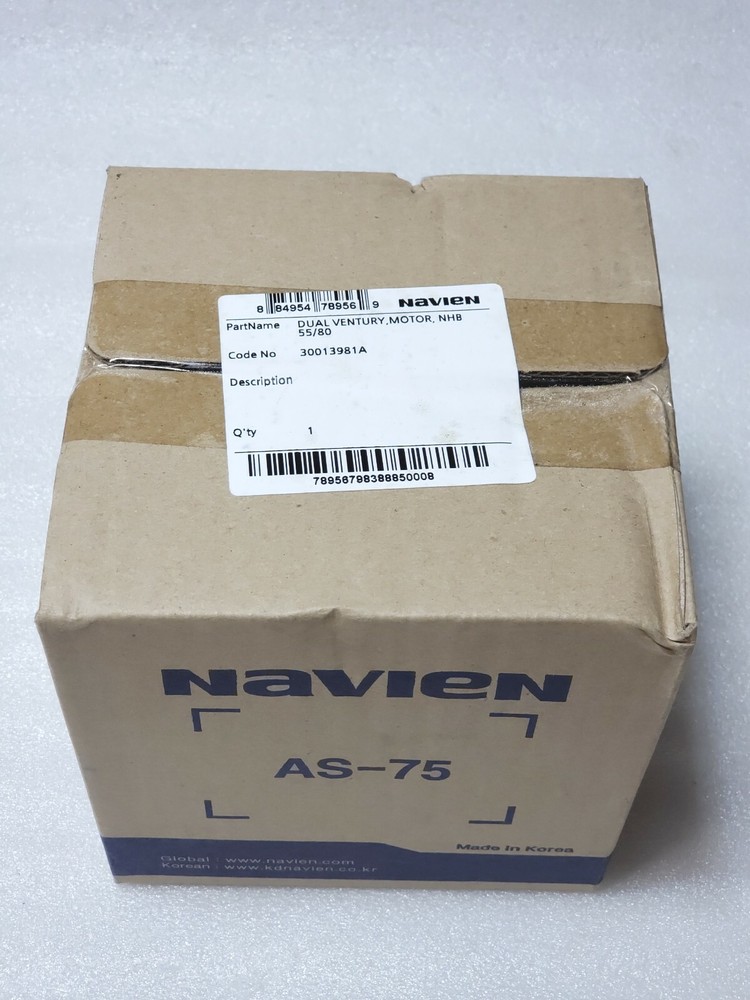 8 84954 78956 9 NAVIEN
PartName DUAL VENTURY,MOTOR, NHB
55/80
Code No 30013981A
Description
Q'ty 1
78956798388850008
NAVIEN
AS-75
Made In Korea
Global : www.navien.com
Korean : www.kdnavien.co.kr